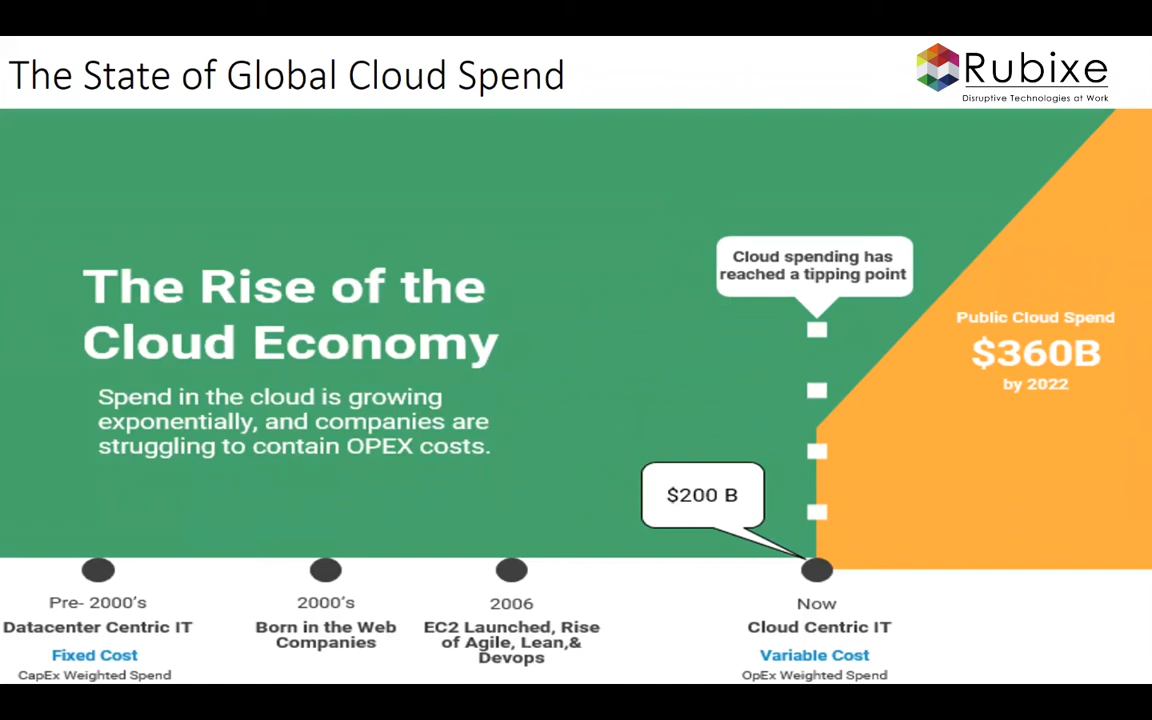 The State of Global Cloud Spend
Rubixe
Disruptive Technologies at Work
The Rise of the
Cloud Economy
Spend in the cloud is growing
exponentially, and companies are
struggling to contain OPEX costs.
Cloud spending has
reached a tipping point
Public Cloud Spend
$360B
by 2022
$200 B
Pre- 2000's
Datacenter Centric IT
Fixed Cost
CapEx Weighted Spend
2000's
Born in the Web
Companies
2006
EC2 Launched, Rise
of Agile, Lean,&
Devops
Now
Cloud Centric IT
Variable Cost
OpEx Weighted Spend